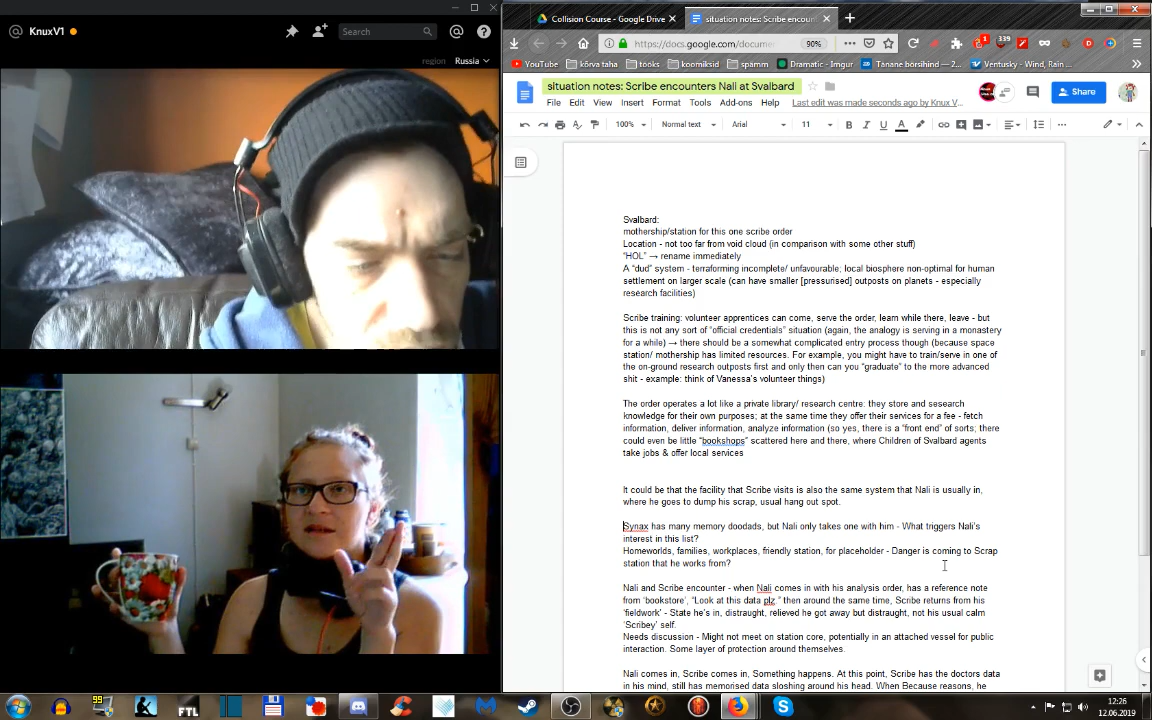 KnuxV1
Search
region
Russia
Collision Course - Google Drive
situation notes: Scribe encount
https://docs.google.com/documen
90%
1
339
YouTube
kõrva taha
tööks
koomiksid
spämm
Dramatic - Imgur
Tänane börsihind — 2...
Ventusky - Wind, Rain ...
situation notes: Scribe encounters Nali at Svalbard
File Edit View Insert Format Tools Add-ons Help Last edit was made seconds ago by Knux V...
Share
100% Normal text Arial 11 B I U A
Svalbard:
mothership/station for this one scribe order
Location - not too far from void cloud (in comparison with some other stuff)
"HOL" → rename immediately
A "dud" system - terraforming incomplete/ unfavourable; local biosphere non-optimal for human
settlement on larger scale (can have smaller [pressurised] outposts on planets - especially
research facilities)
Scribe training: volunteer apprentices can come, serve the order, learn while there, leave - but
this is not any sort of "official credentials" situation (again, the analogy is serving in a monastery
for a while) → there should be a somewhat complicated entry process though (because space
station/ mothership has limited resources. For example, you might have to train/serve in one of
the on-ground research outposts first and only then can you "graduate" to the more advanced
shit - example: think of Vanessa's volunteer things)
The order operates a lot like a private library/ research centre: they store and sesearch
knowledge for their own purposes; at the same time they offer their services for a fee - fetch
information, deliver information, analyze information (so yes, there is a "front end" of sorts; there
could even be little "bookshops" scattered here and there, where Children of Svalbard agents
take jobs & offer local services
It could be that the facility that Scribe visits is also the same system that Nali is usually in,
where he goes to dump his scrap, usual hang out spot.
Synax has many memory doodads, but Nali only takes one with him - What triggers Nali's
interest in this list?
Homeworlds, families, workplaces, friendly station, for placeholder - Danger is coming to Scrap
station that he works from?
Nali and Scribe encounter - when Nali comes in with his analysis order, has a reference note
from 'bookstore', "Look at this data plz." then around the same time, Scribe returns from his
'fieldwork' - State he's in, distraught, relieved he got away but distraught, not his usual calm
'Scribey' self.
Needs discussion - Might not meet on station core, potentially in an attached vessel for public
interaction. Some layer of protection around themselves.
Nali comes in, Scribe comes in, Something happens. At this point, Scribe has the doctors data
in his mind, still has memorised data sloshing around his head. When Because reasons, he
99
FTL
12:26
12.06.2019